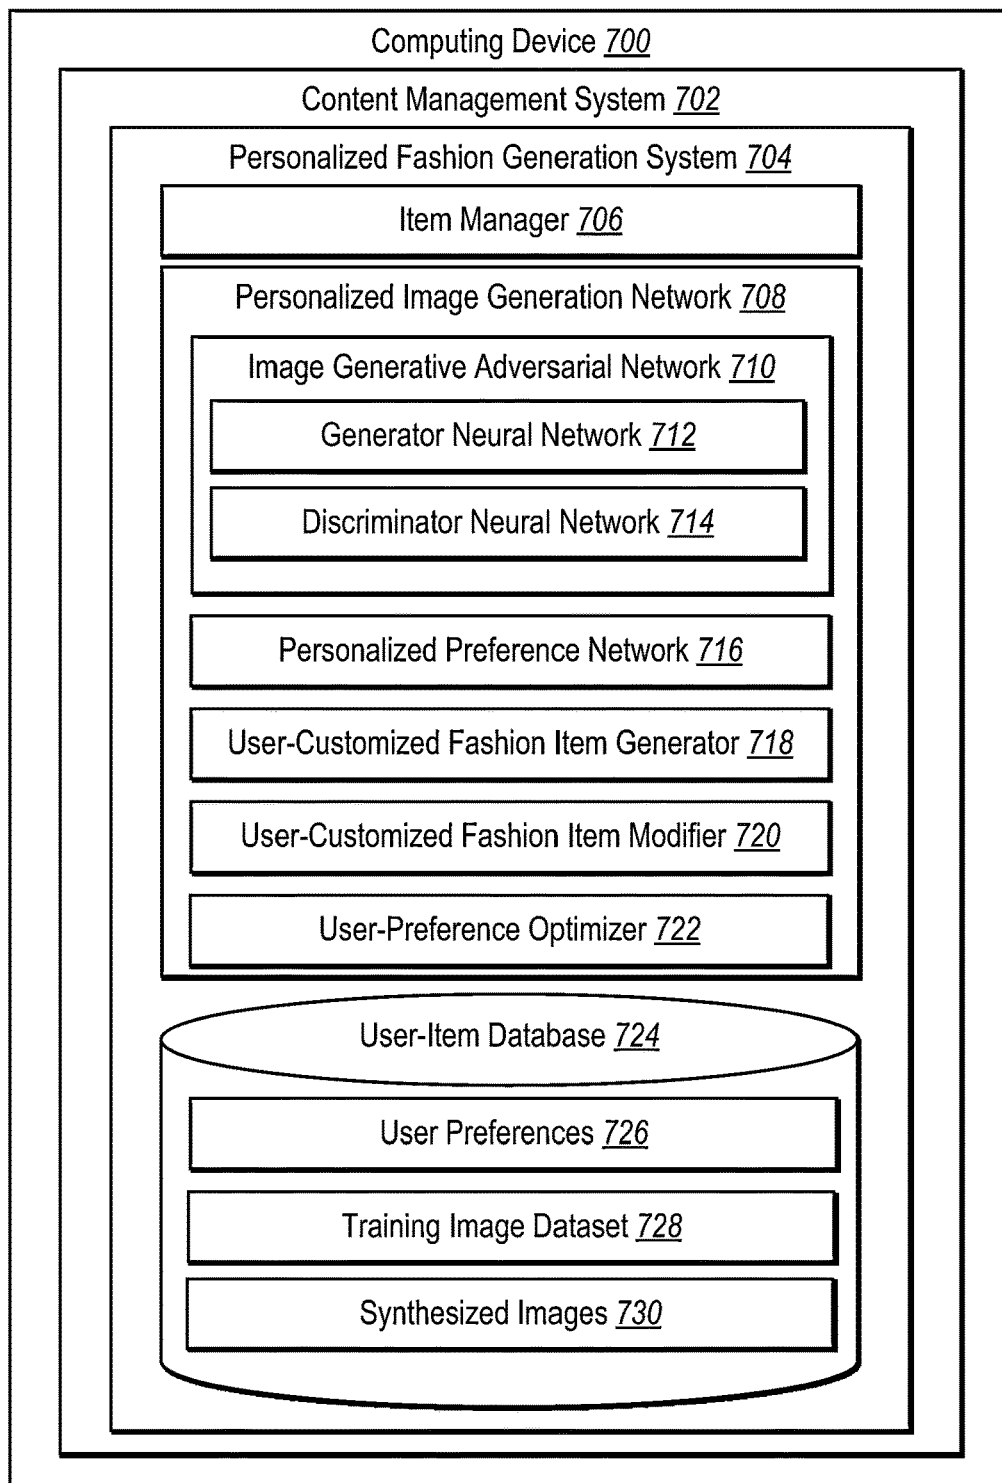 Computing Device 700
Content Management System 702
Personalized Fashion Generation System 704
Item Manager 706
Personalized Image Generation Network 708
Image Generative Adversarial Network 710
Generator Neural Network 712
Discriminator Neural Network 714
Personalized Preference Network 716
User-Customized Fashion Item Generator 718
User-Customized Fashion Item Modifier 720
User-Preference Optimizer 722
User-Item Database 724
User Preferences 726
Training Image Dataset 728
Synthesized Images 730